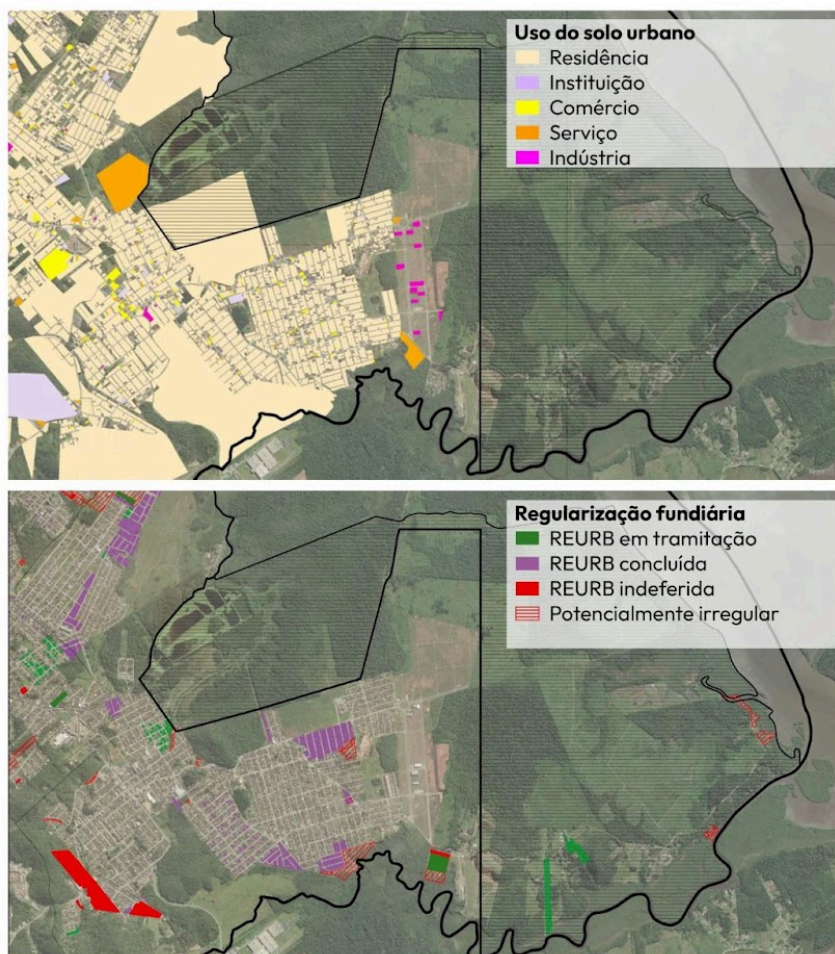 Uso do solo urbano
Residência
Instituição
Comércio
Serviço
Indústria
Regularização fundiária
REURB em tramitação
REURB concluída
REURB indeferida
Potencialmente irregular